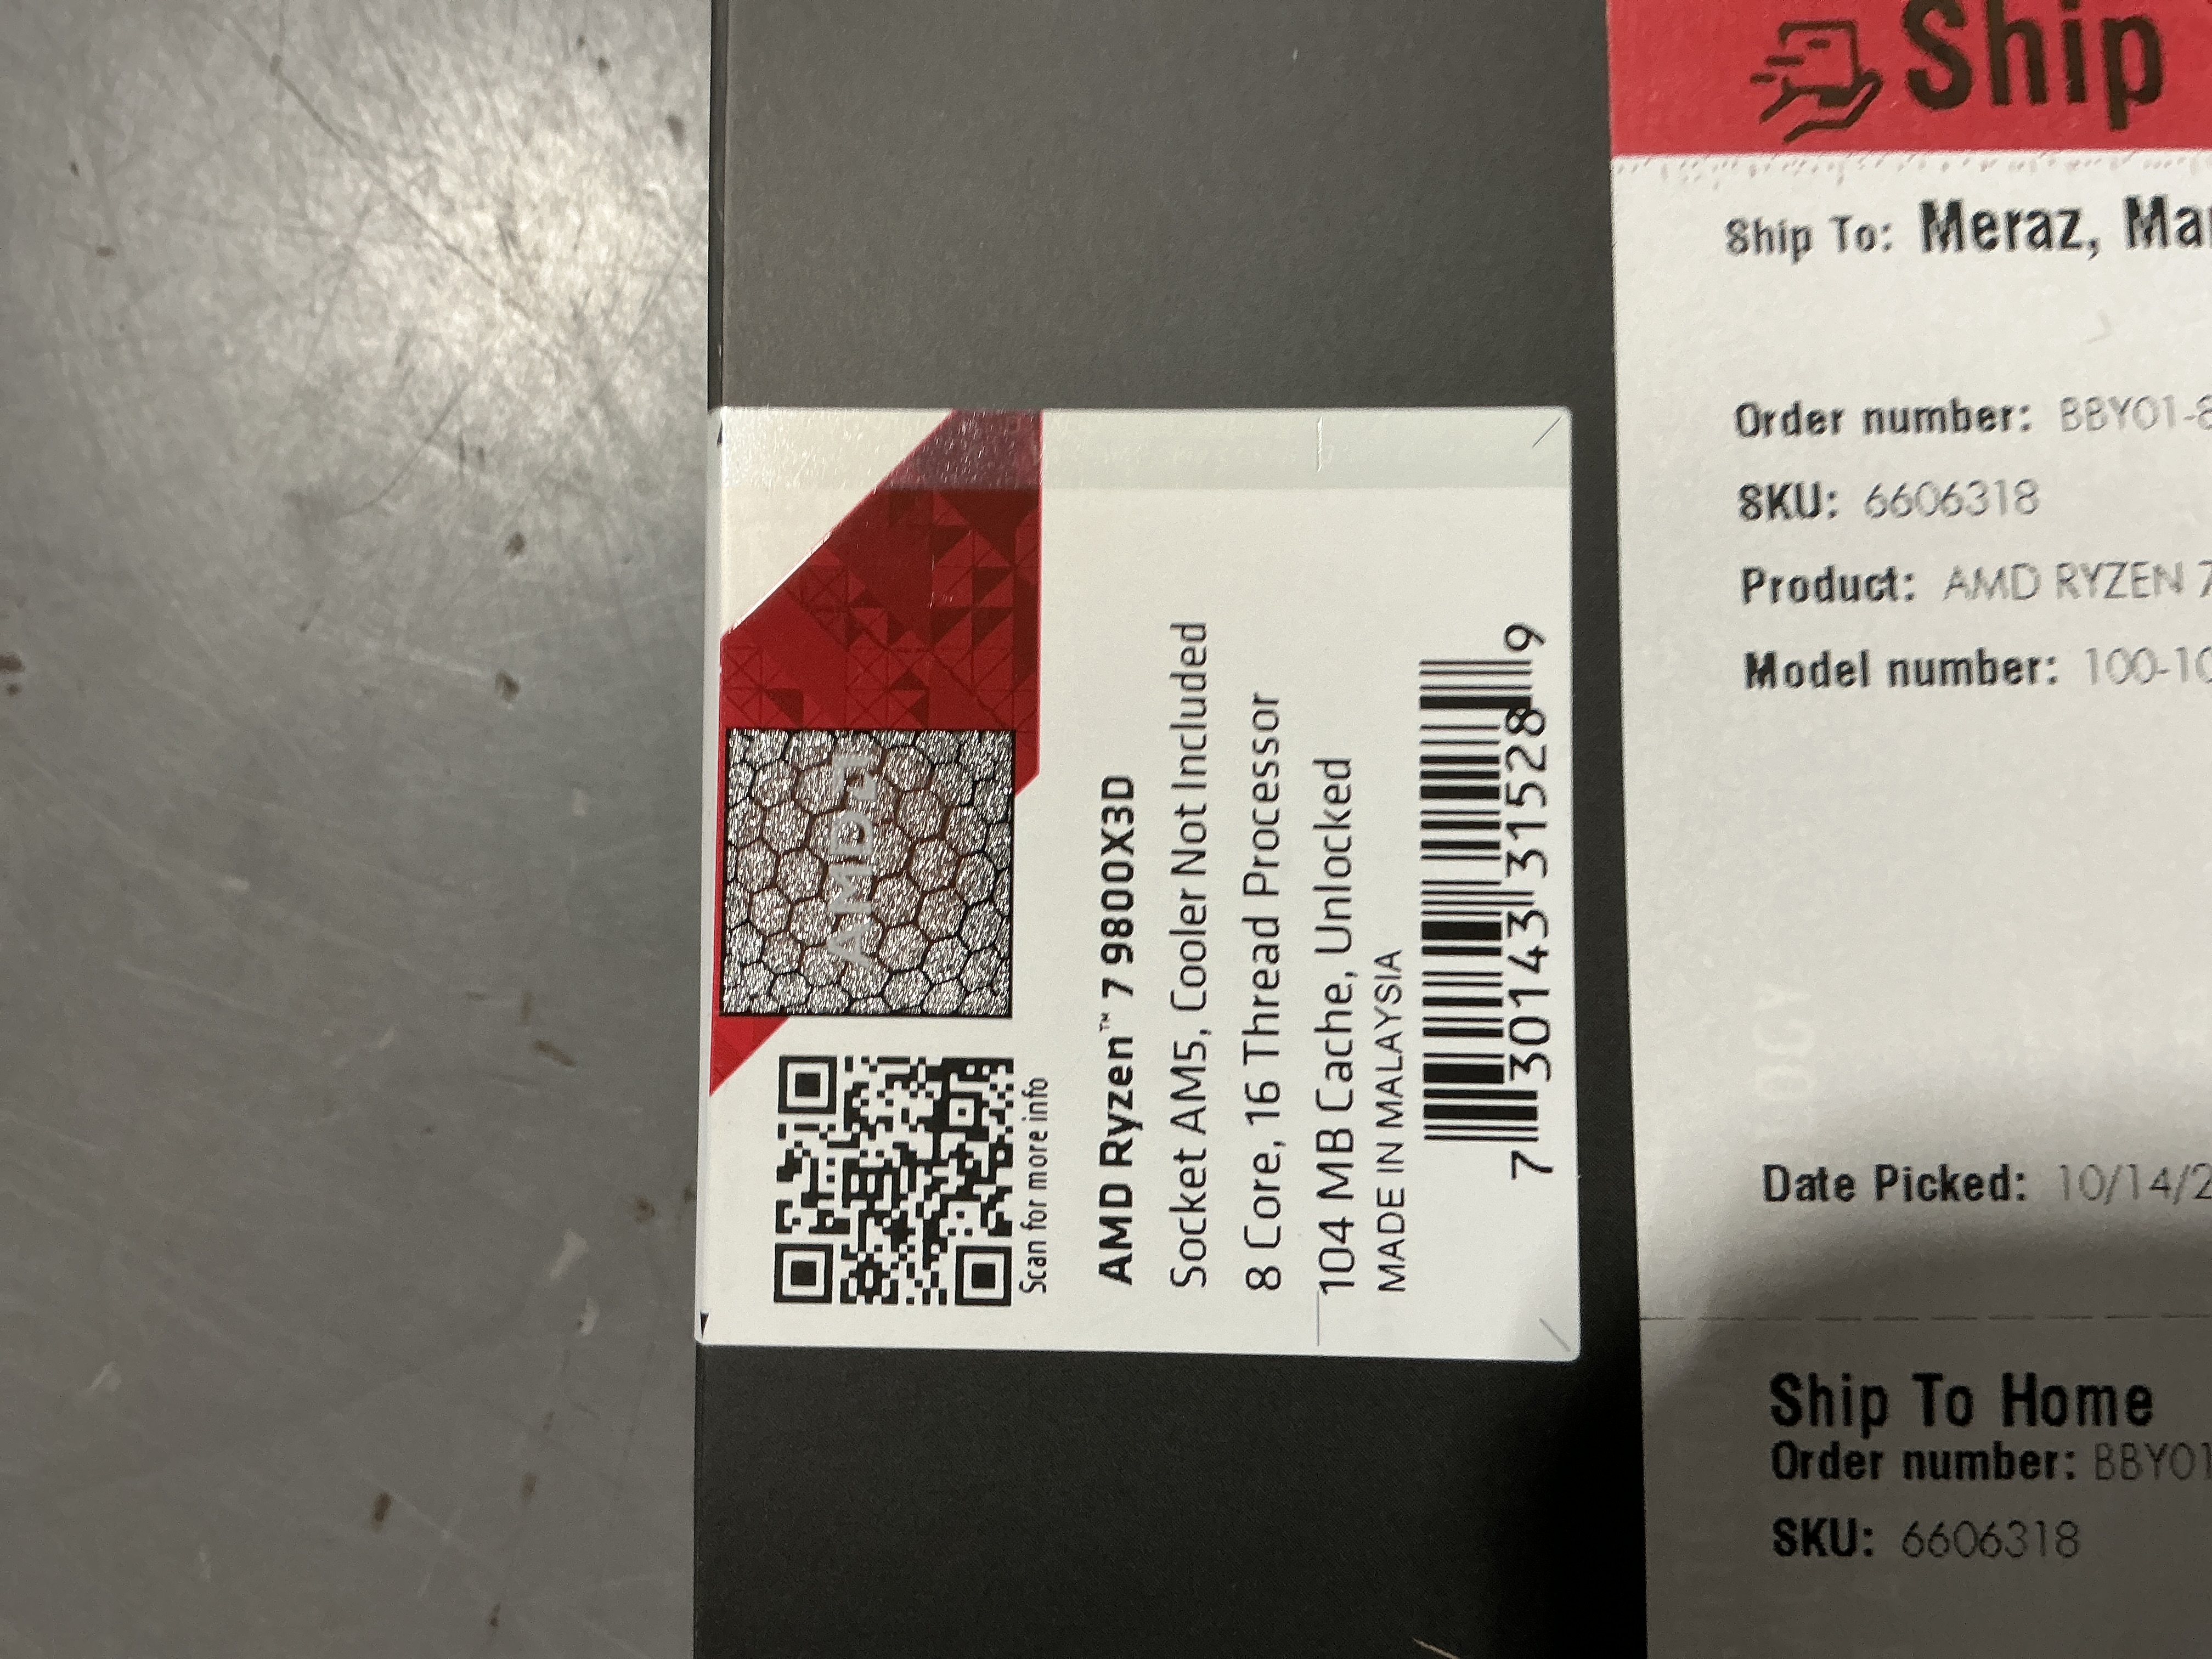 AMD
Scan for more info
AMD Ryzen™ 7 9800X3D
Socket AM5, Cooler Not Included
8 Core, 16 Thread Processor
104 MB Cache, Unlocked
MADE IN MALAYSIA
7 30143 31528 9
Ship
Ship To: Meraz,
Order number: BBY01-8
SKU: 6606318
Product: AMD RYZEN 7
Model number: 100-10
Date Picked: 10/14/2
Ship To Home
Order number: BBY01
SKU: 6606318